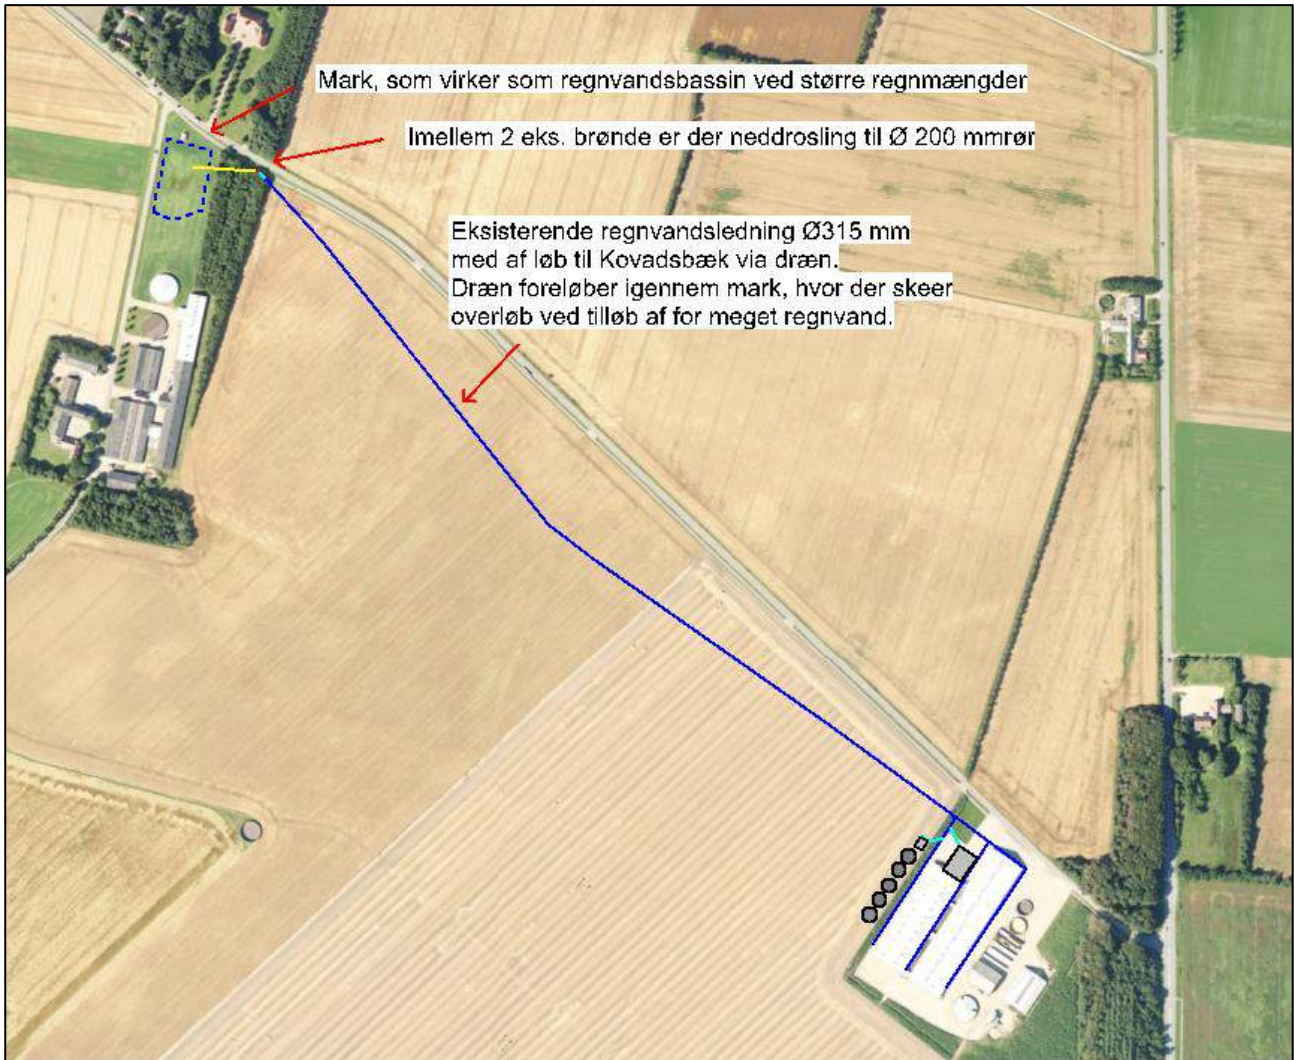 Mark, som virker som regnvandsbassin ved større regnmængder
Imellem 2 eks. brønde er der neddrosling til Ø 200 mmrør
Eksisterende regnvandsledning Ø315 mm
med af løb til Kovadsbæk via dræn.
Dræn foreløber igennem mark, hvor der skeer
overløb ved tilløb af for meget regnvand.